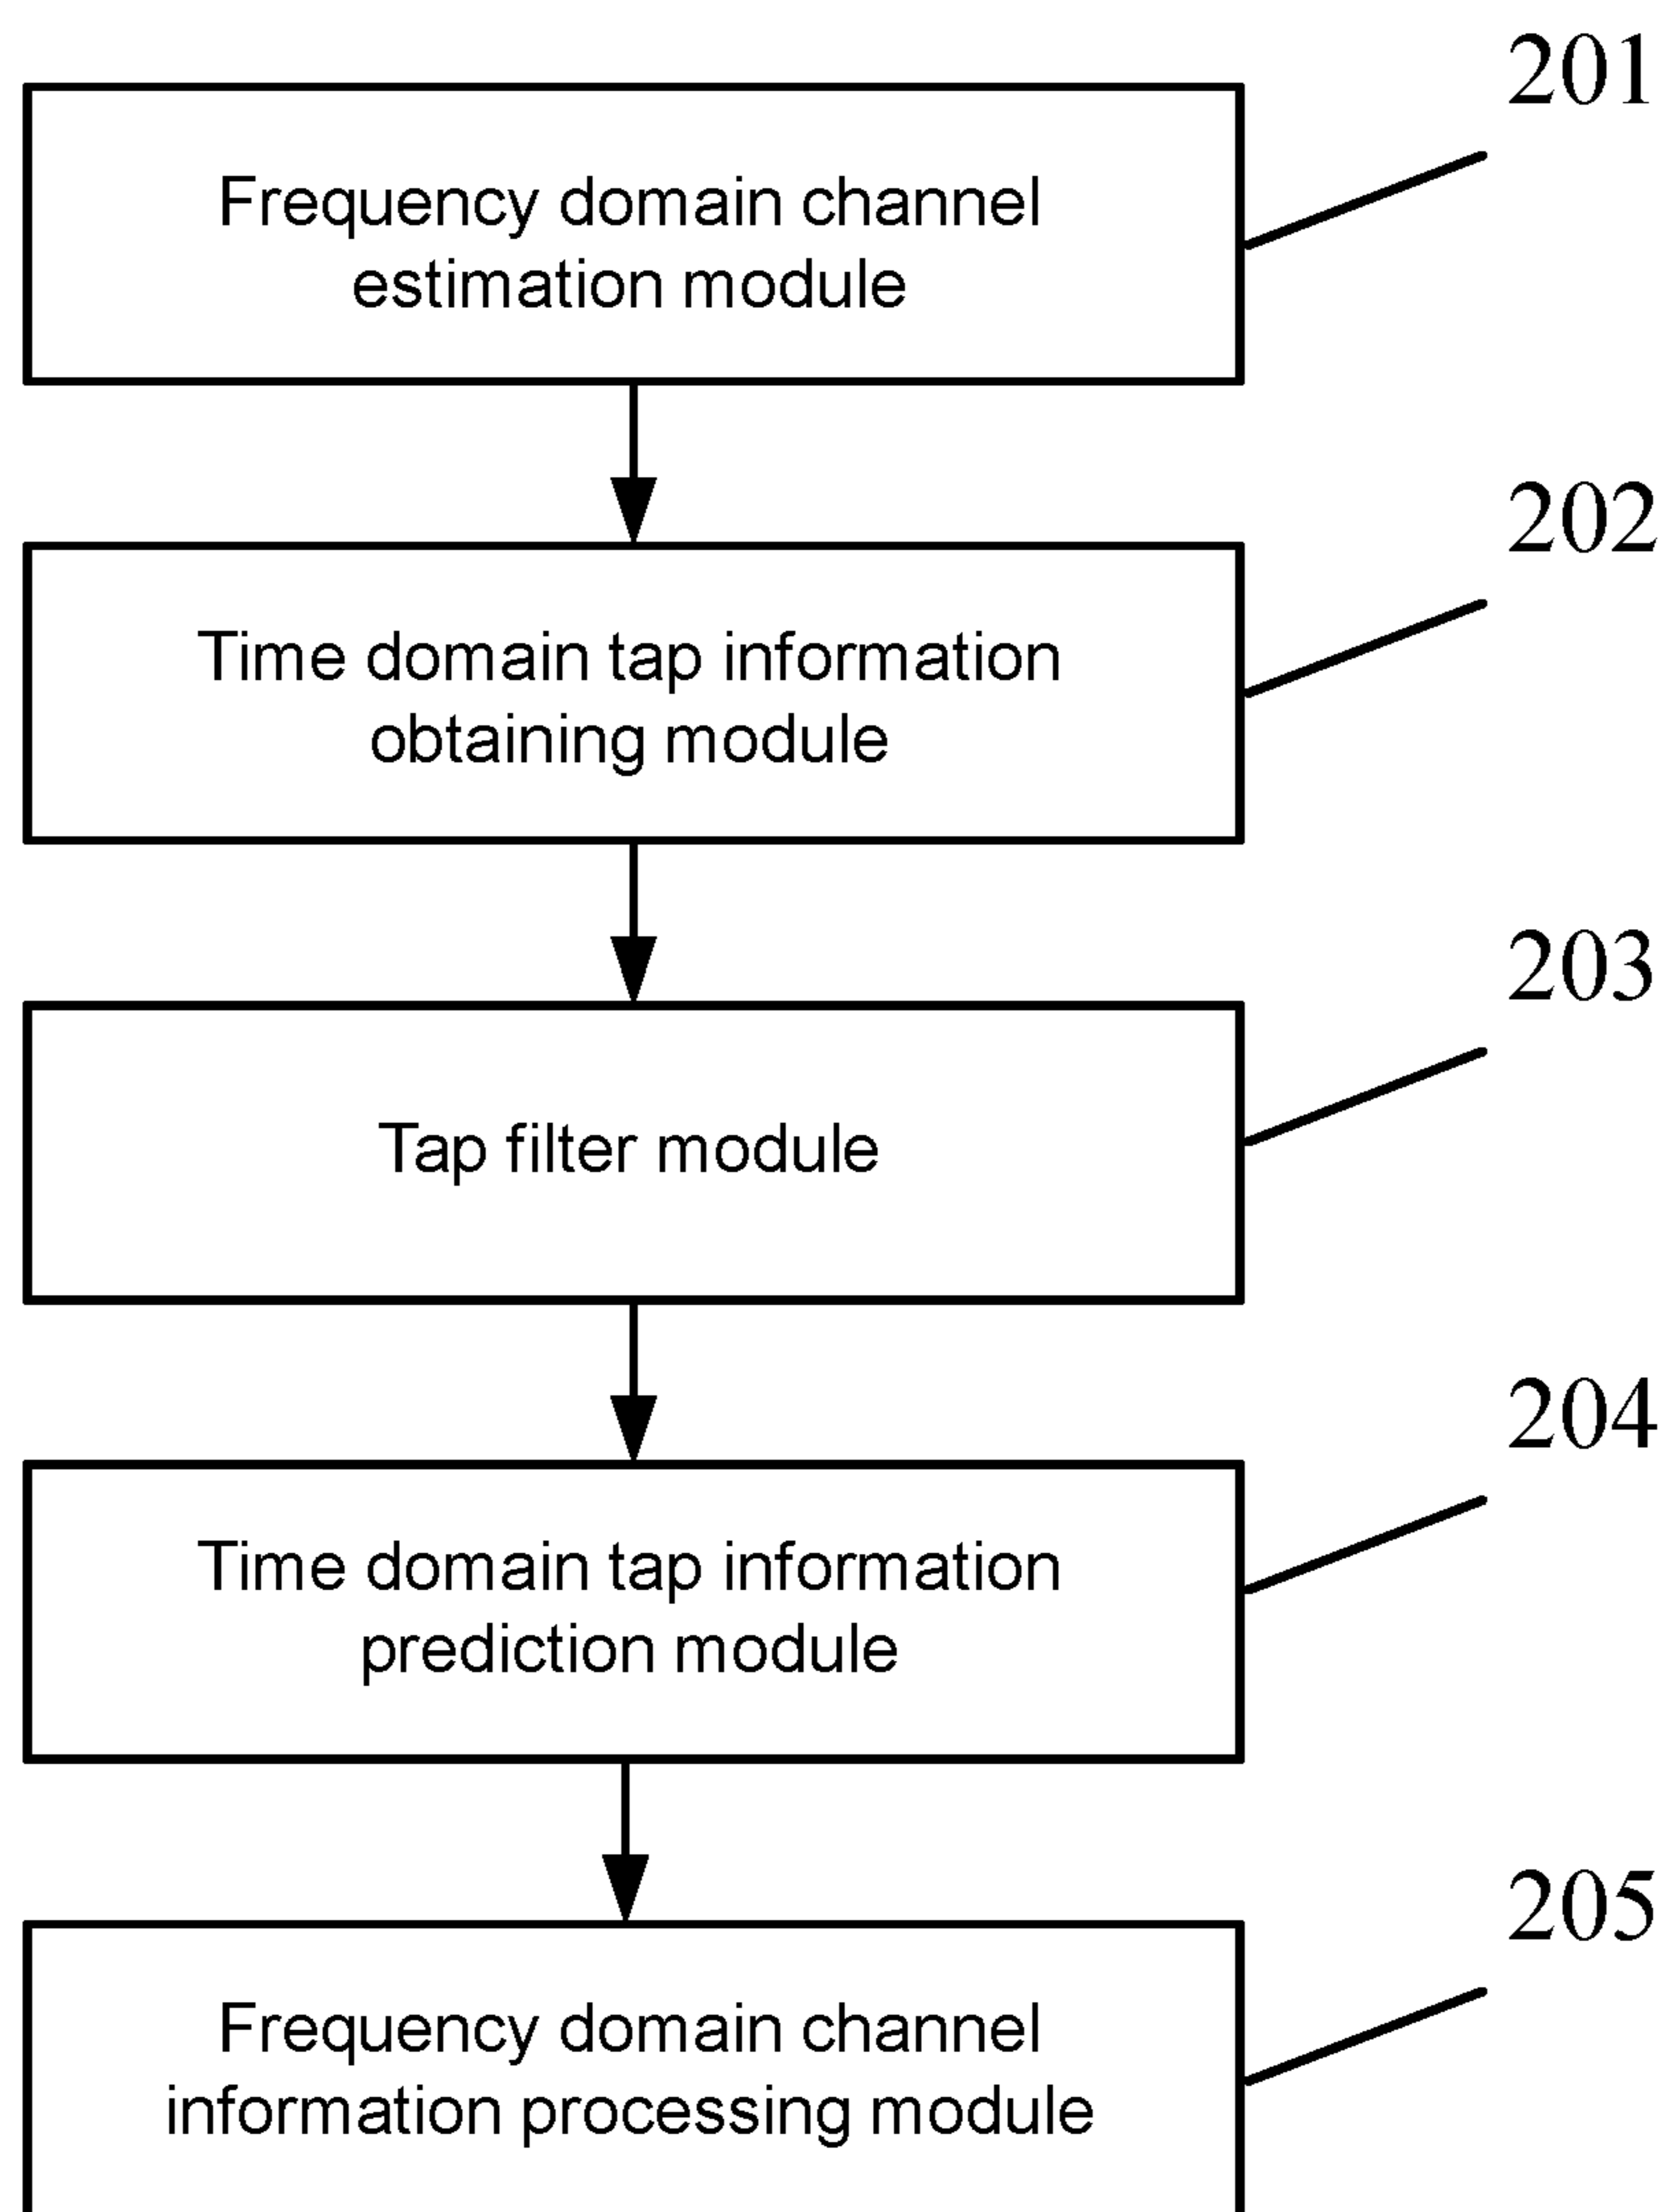 201
Frequency domain channel
estimation module
202
Time domain tap information
obtaining module
203
Tap filter module
204
Time domain tap information
prediction module
205
Frequency domain channel
information processing module